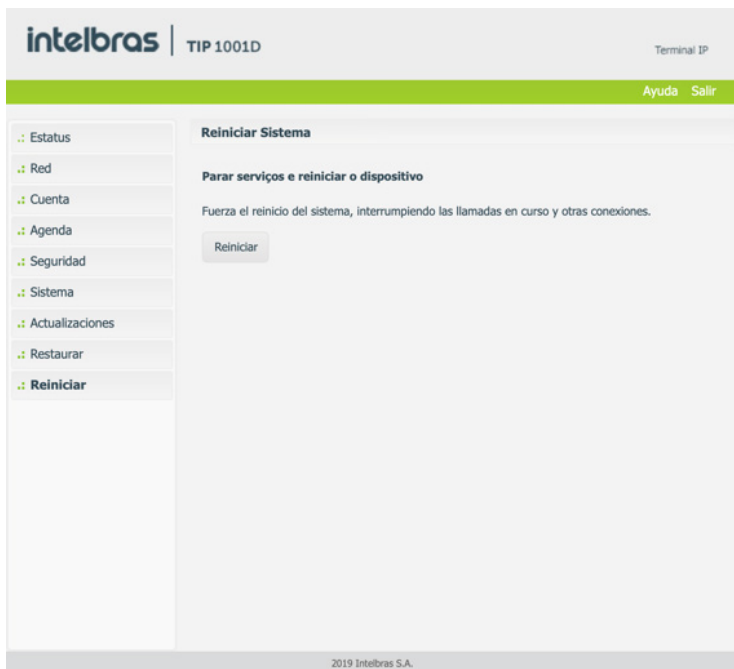 intelbras | TIP 1001D
Terminal IP
Ayuda Salir
.: Estatus
.: Red
.: Cuenta
.: Agenda
.: Seguridad
.: Sistema
.: Actualizaciones
.: Restaurar
.: Reiniciar
Reiniciar Sistema
Parar serviços e reiniciar o dispositivo
Fuerza el reinicio del sistema, interrumpiendo las llamadas en curso y otras conexiones.
Reiniciar
2019 Intelbras S.A.